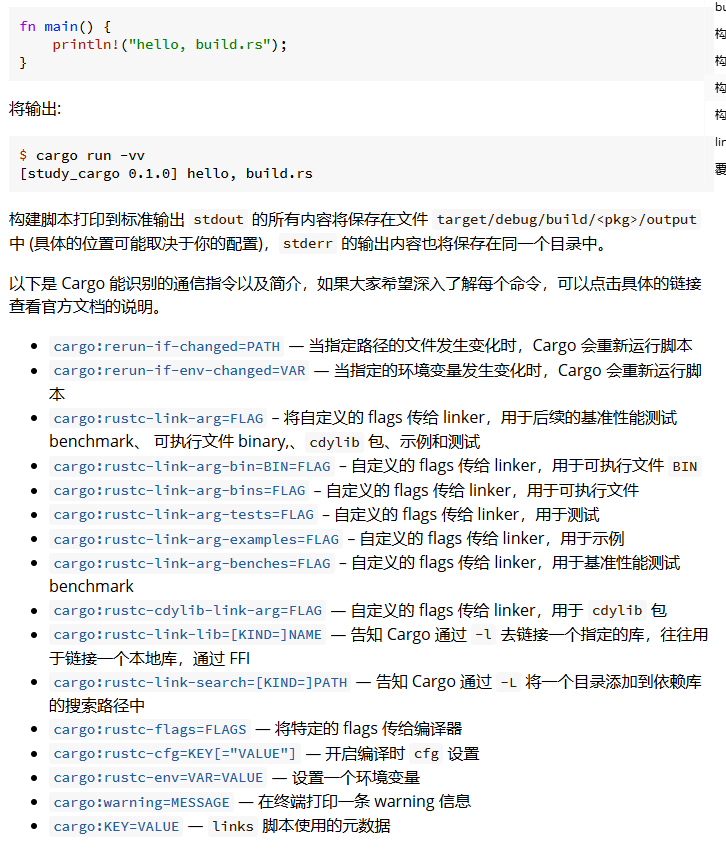 fn main() {
    println!("hello, build.rs");
}
将输出:
$ cargo run -vv
[study_cargo 0.1.0] hello, build.rs
构建脚本打印到标准输出 stdout 的所有内容将保存在文件 target/debug/build/<pkg>/output
中 (具体的位置可能取决于你的配置)，stderr 的输出内容也将保存在同一个目录中。
以下是 Cargo 能识别的通信指令以及简介，如果大家希望深入了解每个命令，可以点击具体的链接
查看官方文档的说明。
• cargo:rerun-if-changed=PATH — 当指定路径的文件发生变化时，Cargo 会重新运行脚本
• cargo:rerun-if-env-changed=VAR — 当指定的环境变量发生变化时，Cargo 会重新运行脚
本
• cargo:rustc-link-arg=FLAG – 将自定义的 flags 传给 linker，用于后续的基准性能测试
benchmark、 可执行文件 binary,、 cdylib 包、示例和测试
• cargo:rustc-link-arg-bin=BIN=FLAG – 自定义的 flags 传给 linker，用于可执行文件 BIN
• cargo:rustc-link-arg-bins=FLAG – 自定义的 flags 传给 linker，用于可执行文件
• cargo:rustc-link-arg-tests=FLAG – 自定义的 flags 传给 linker，用于测试
• cargo:rustc-link-arg-examples=FLAG – 自定义的 flags 传给 linker，用于示例
• cargo:rustc-link-arg-benches=FLAG – 自定义的 flags 传给 linker，用于基准性能测试
benchmark
• cargo:rustc-cdylib-link-arg=FLAG — 自定义的 flags 传给 linker，用于 cdylib 包
• cargo:rustc-link-lib=[KIND=]NAME — 告知 Cargo 通过 -l 去链接一个指定的库，往往用
于链接一个本地库，通过 FFI
• cargo:rustc-link-search=[KIND=]PATH — 告知 Cargo 通过 -L 将一个目录添加到依赖库
的搜索路径中
• cargo:rustc-flags=FLAGS — 将特定的 flags 传给编译器
• cargo:rustc-cfg=KEY[="VALUE"] — 开启编译时 cfg 设置
• cargo:rustc-env=VAR=VALUE — 设置一个环境变量
• cargo:warning=MESSAGE — 在终端打印一条 warning 信息
• cargo:KEY=VALUE — links 脚本使用的元数据